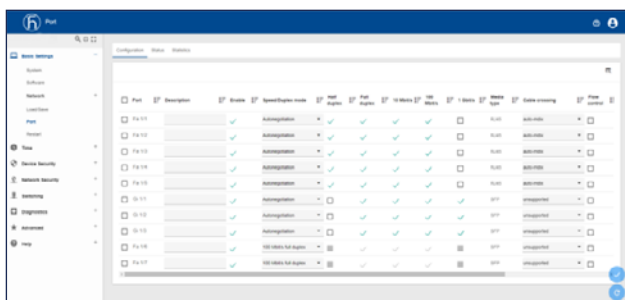 Port
Configuration Status Statistics
Basic Settings
System
Software
Network
Load/Save
Port
Restart
Time
Device Security
Network Security
Switching
Diagnostics
Advanced
Help
Port Description Enable Speed/Duplex mode Half duplex Full duplex 10 Mbit/s 100 Mbit/s 1 Gbit/s Media type Cable crossing Flow control
Fa 1/1 Autonegotiation RJ45 auto-mdix
Fa 1/2 Autonegotiation RJ45 auto-mdix
Fa 1/3 Autonegotiation RJ45 auto-mdix
Fa 1/4 Autonegotiation RJ45 auto-mdix
Fa 1/5 Autonegotiation RJ45 auto-mdix
Gi 1/1 Autonegotiation SFP unsupported
Gi 1/2 Autonegotiation SFP unsupported
Gi 1/3 Autonegotiation SFP unsupported
Fa 1/6 100 Mbit/s full duplex SFP unsupported
Fa 1/7 100 Mbit/s full duplex SFP unsupported